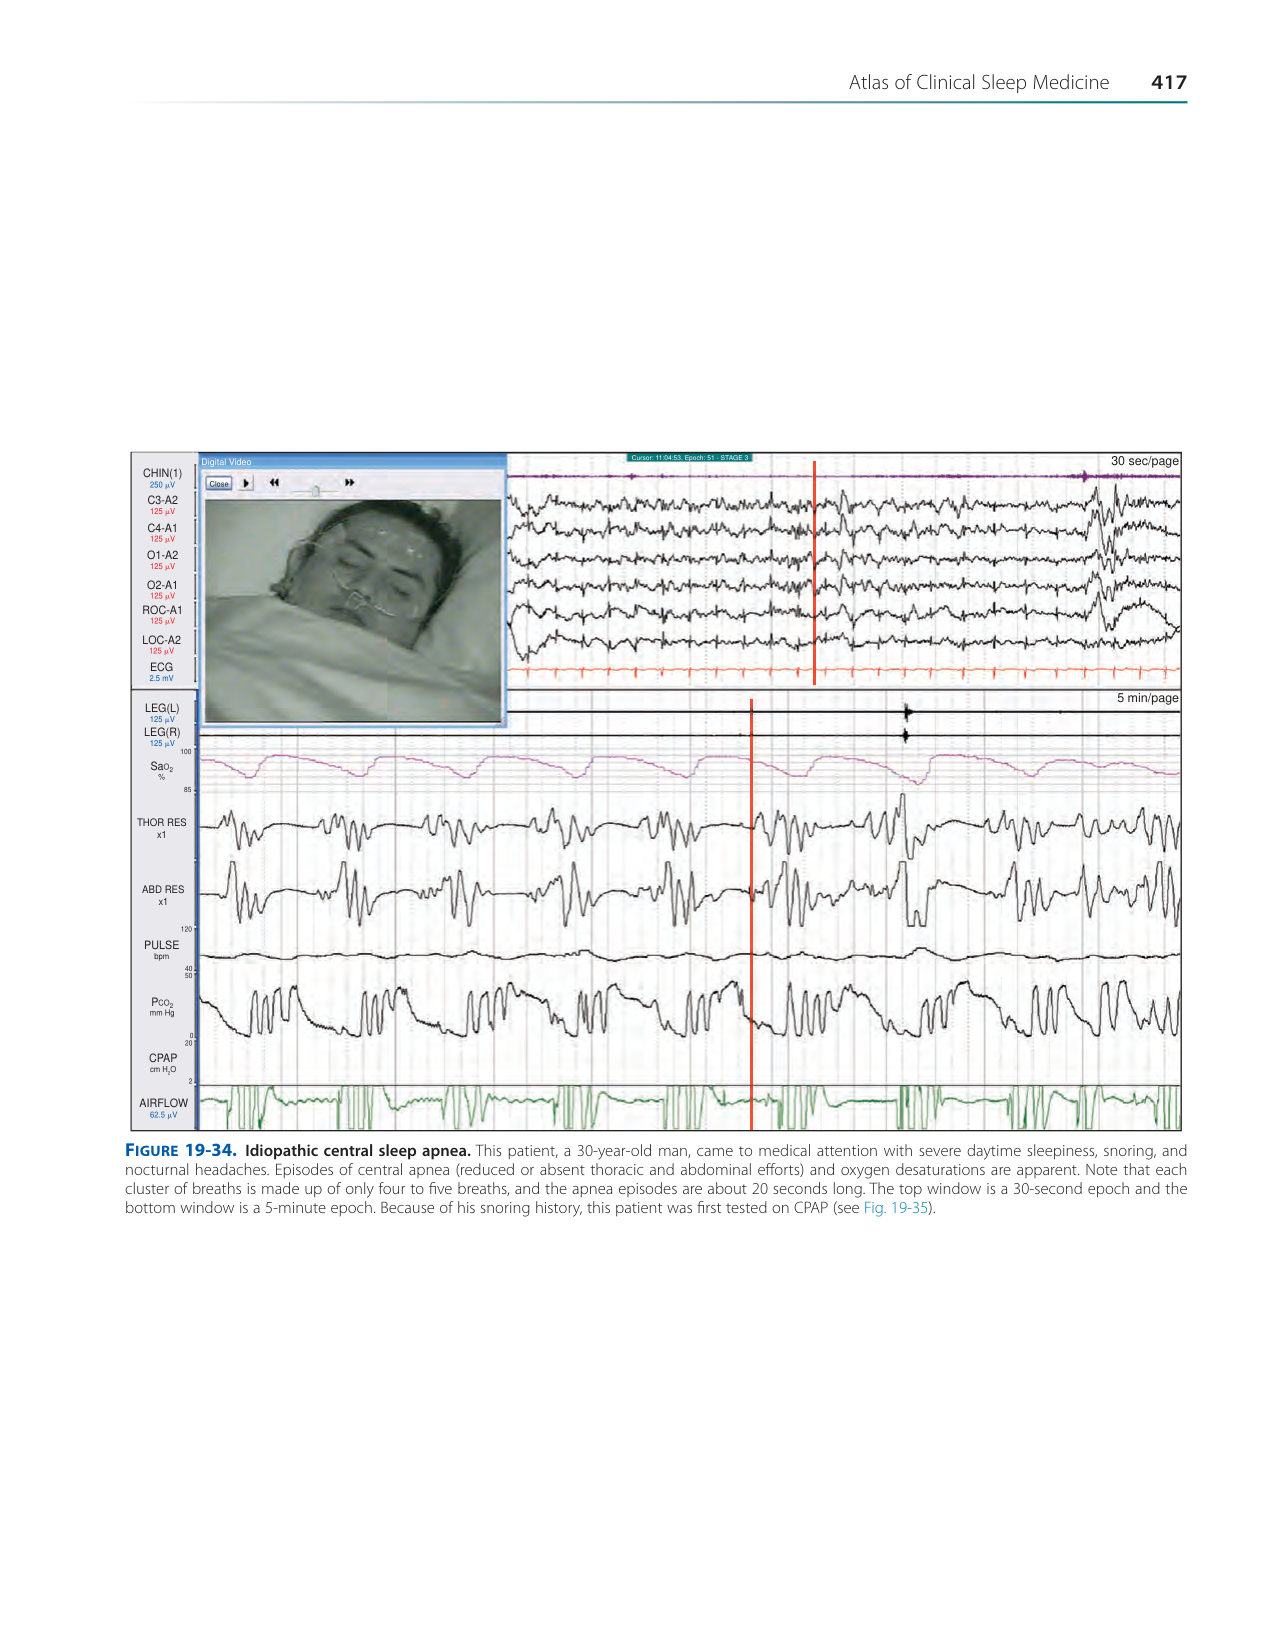 Atlas of Clinical Sleep Medicine 417
Digital Video
Cursor: 11:04:53, Epoch: 51 - STAGE 3
30 sec/page
CHIN(1)
250 µV
Close
C3-A2
125 µV
C4-A1
125 µV
O1-A2
125 µV
O2-A1
125 µV
ROC-A1
125 µV
LOC-A2
125 µV
ECG
2.5 mV
5 min/page
LEG(L)
125 µV
LEG(R)
125 µV
100
SaO2
%
85
THOR RES
x1
ABD RES
x1
120
PULSE
bpm
40
50
PCO2
mm Hg
0
20
CPAP
cm H2O
2
AIRFLOW
62.5 µV
FIGURE 19-34. Idiopathic central sleep apnea. This patient, a 30-year-old man, came to medical attention with severe daytime sleepiness, snoring, and
nocturnal headaches. Episodes of central apnea (reduced or absent thoracic and abdominal efforts) and oxygen desaturations are apparent. Note that each
cluster of breaths is made up of only four to five breaths, and the apnea episodes are about 20 seconds long. The top window is a 30-second epoch and the
bottom window is a 5-minute epoch. Because of his snoring history, this patient was first tested on CPAP (see Fig. 19-35).